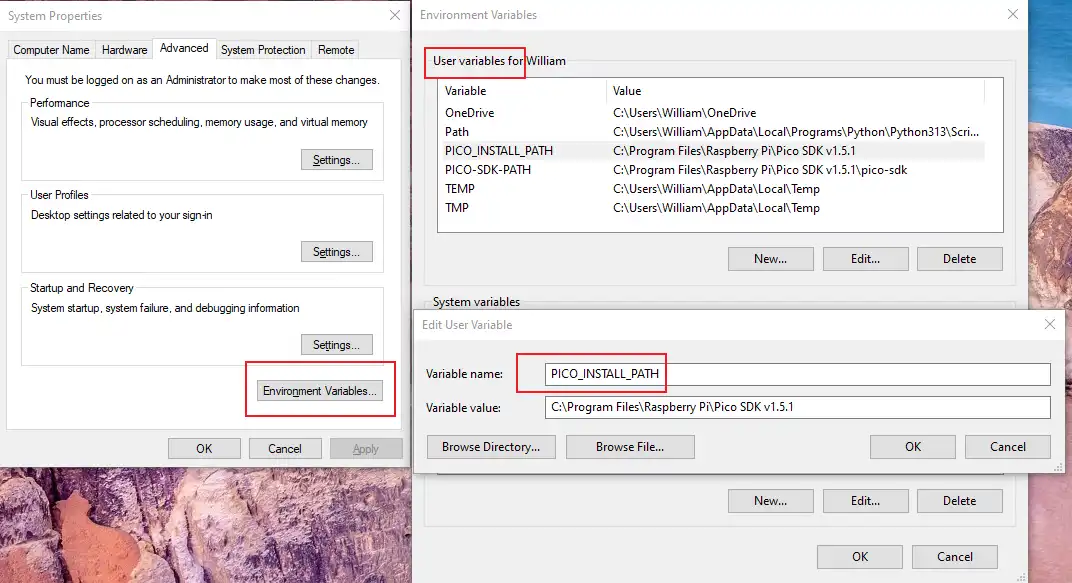 System Properties
Computer Name Hardware Advanced System Protection Remote
You must be logged on as an Administrator to make most of these changes.
Performance
Visual effects, processor scheduling, memory usage, and virtual memory
Settings...
User Profiles
Desktop settings related to your sign-in
Settings...
Startup and Recovery
System startup, system failure, and debugging information
Settings...
Environment Variables...
OK Cancel Apply
Environment Variables
User variables for William
Variable Value
OneDrive C:\Users\William\OneDrive
Path C:\Users\William\AppData\Local\Programs\Python\Python313\Scri...
PICO_INSTALL_PATH C:\Program Files\Raspberry Pi\Pico SDK v1.5.1
PICO-SDK-PATH C:\Program Files\Raspberry Pi\Pico SDK v1.5.1\pico-sdk
TEMP C:\Users\William\AppData\Local\Temp
TMP C:\Users\William\AppData\Local\Temp
New... Edit... Delete
System variables
Edit User Variable
Variable name: PICO_INSTALL_PATH
Variable value: C:\Program Files\Raspberry Pi\Pico SDK v1.5.1
Browse Directory... Browse File... OK Cancel
New... Edit... Delete
OK Cancel